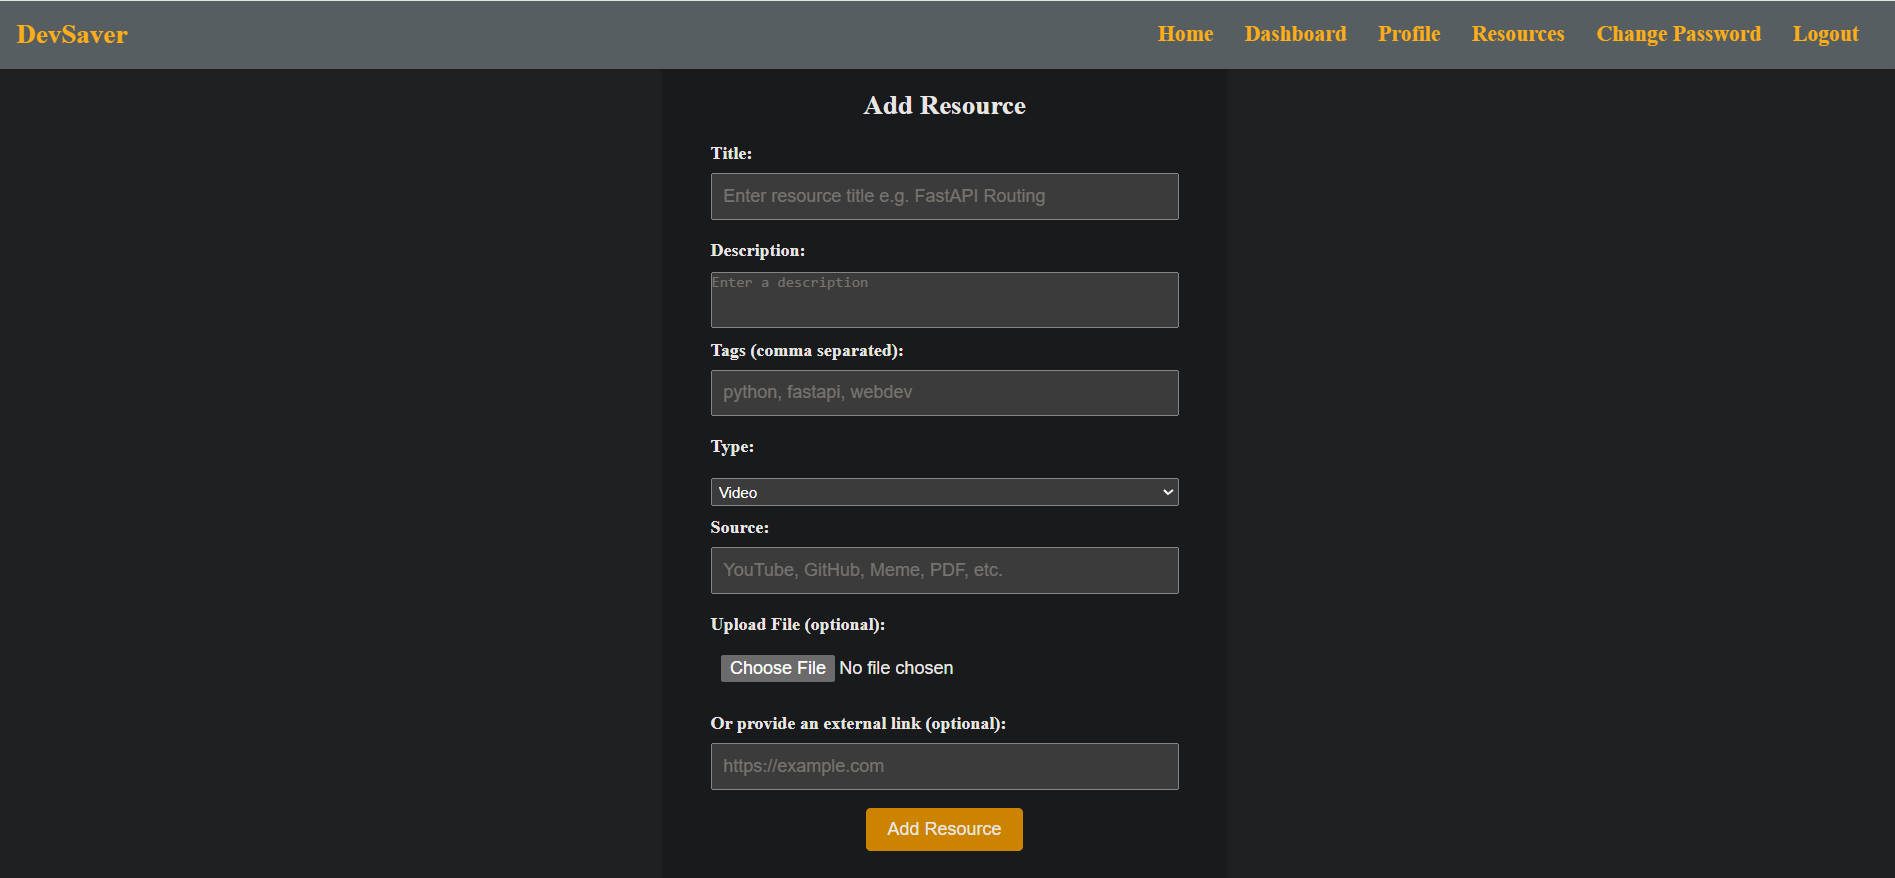 DevSaver
Home Dashboard Profile Resources Change Password Logout
Add Resource
Title:
Enter resource title e.g. FastAPI Routing
Description:
Enter a description
Tags (comma separated):
python, fastapi, webdev
Type:
Video
Source:
YouTube, GitHub, Meme, PDF, etc.
Upload File (optional):
Choose File No file chosen
Or provide an external link (optional):
https://example.com
Add Resource